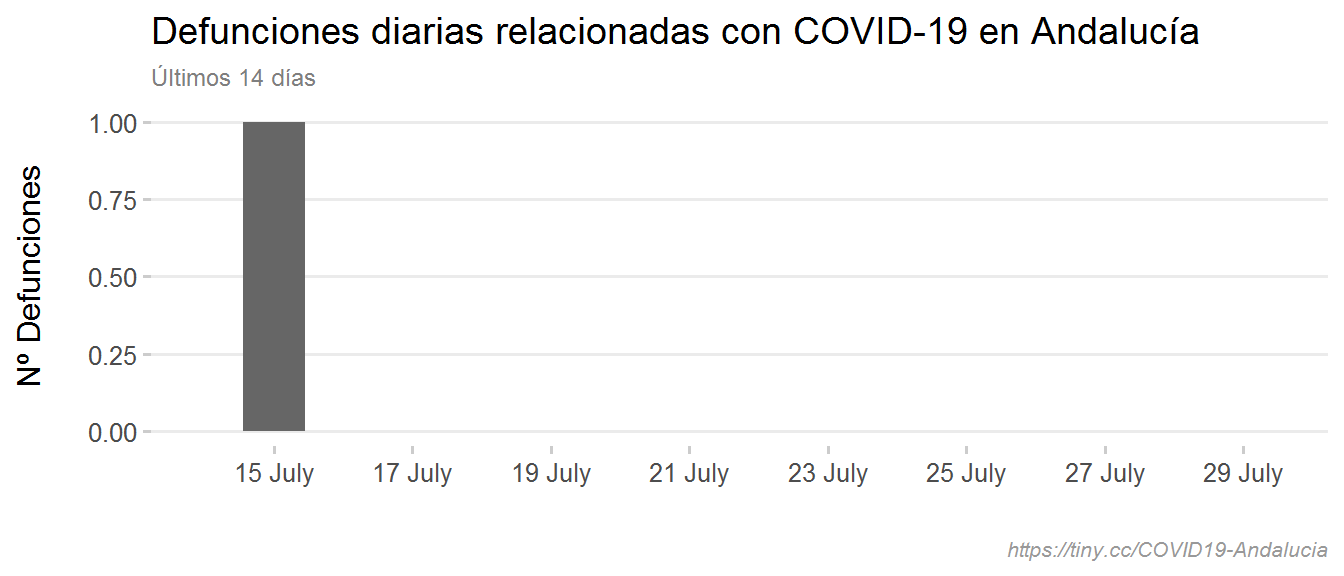 Defunciones diarias relacionadas con COVID-19 en Andalucía
Últimos 14 días
Nº Defunciones
1.00
0.75
0.50
0.25
0.00
15 July 17 July 19 July 21 July 23 July 25 July 27 July 29 July
https://tiny.cc/COVID19-Andalucia